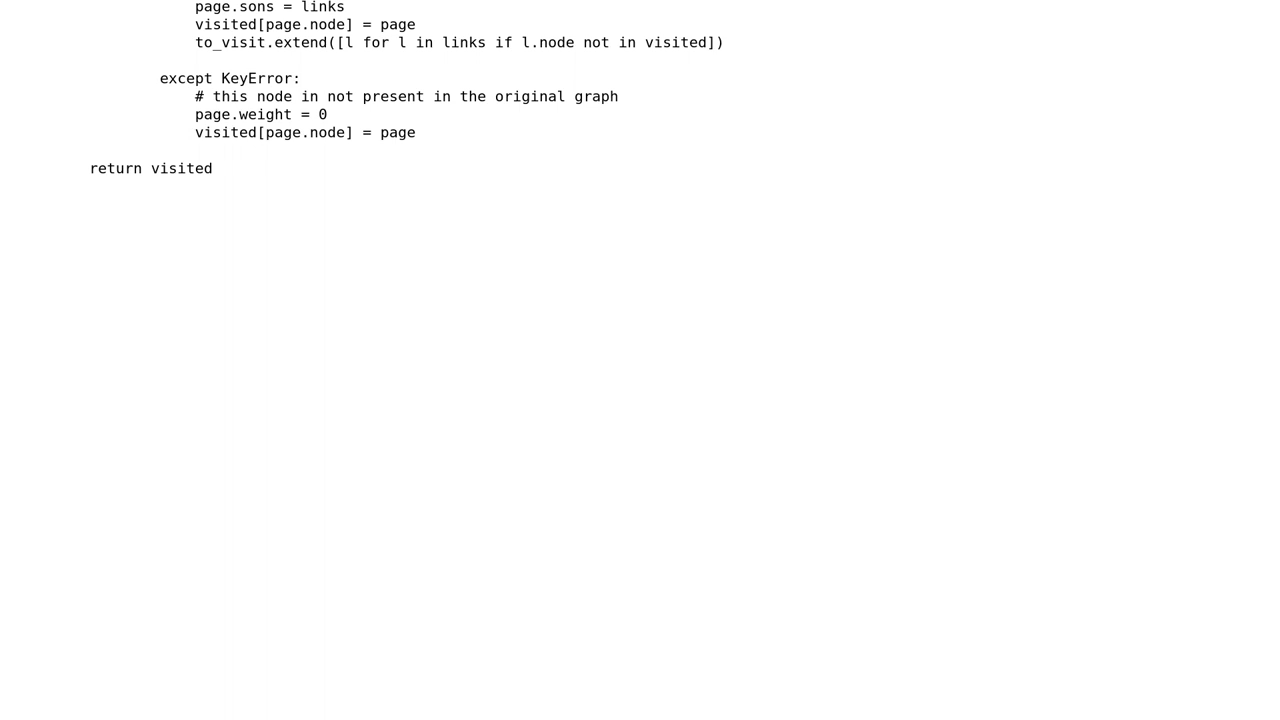 page.sons = links
visited[page.node] = page
to_visit.extend([l for l in links if l.node not in visited])
except KeyError:
# this node in not present in the original graph
page.weight = 0
visited[page.node] = page
return visited